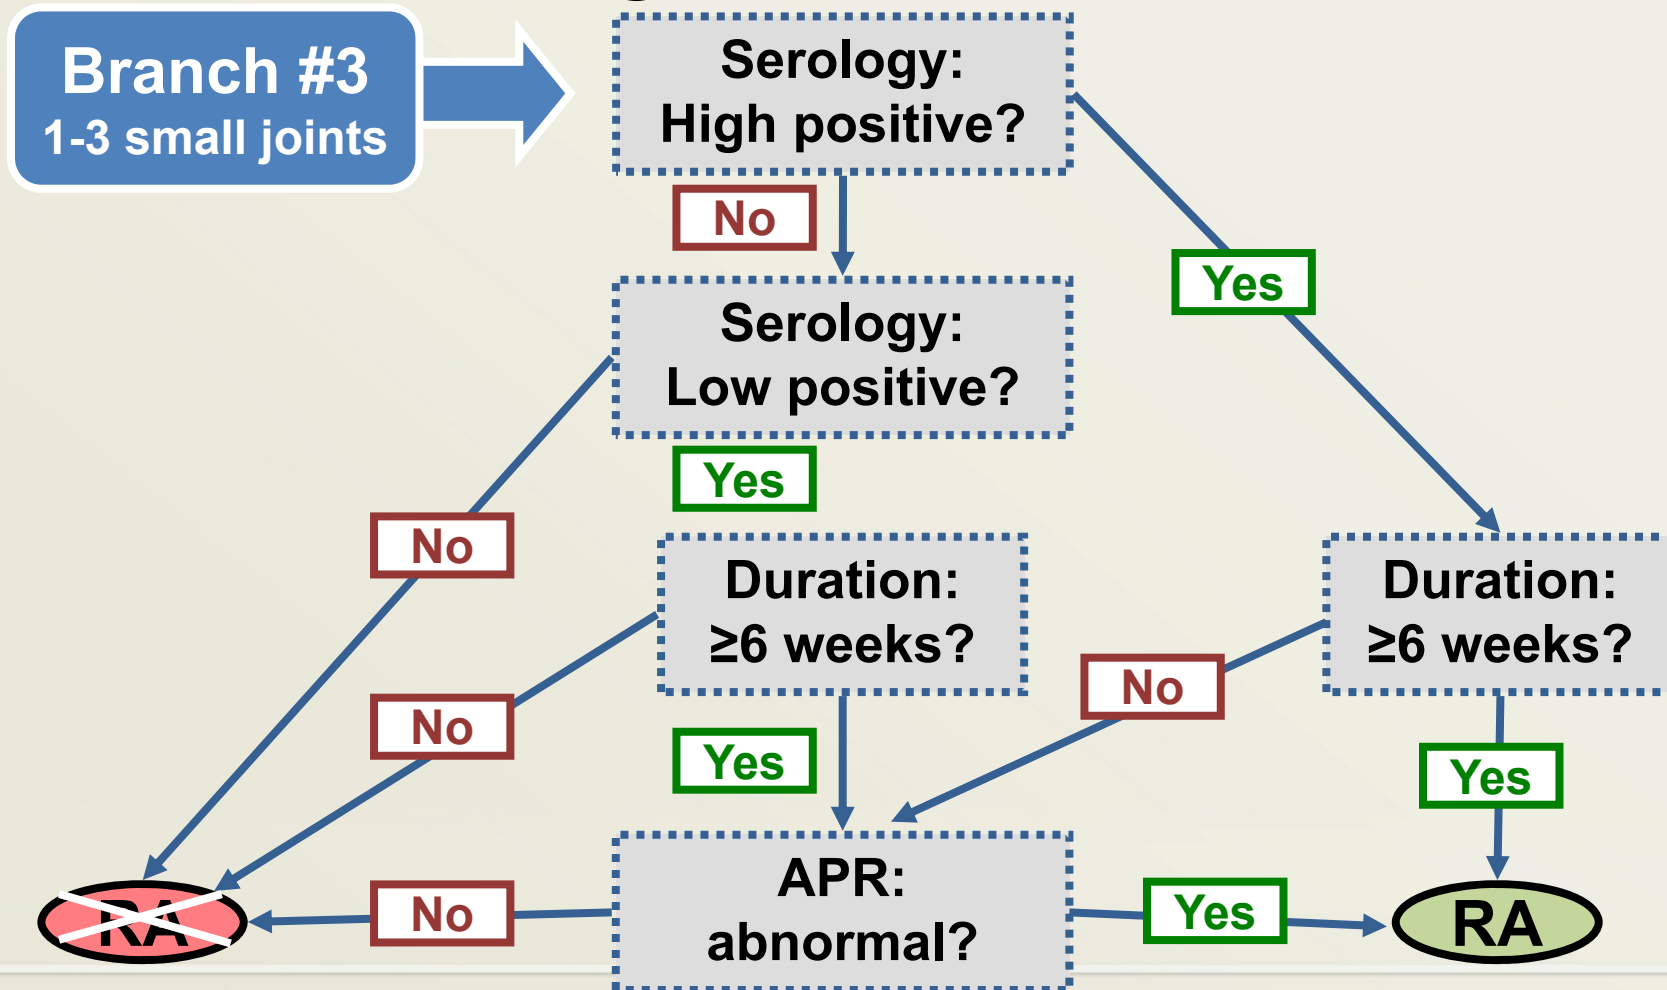 Branch #3
1-3 small joints
Serology:
High positive?
No
Yes
Serology:
Low positive?
Yes
No
Duration:
≥6 weeks?
Duration:
≥6 weeks?
No
No
Yes
Yes
APR:
abnormal?
No
Yes
RA
RA